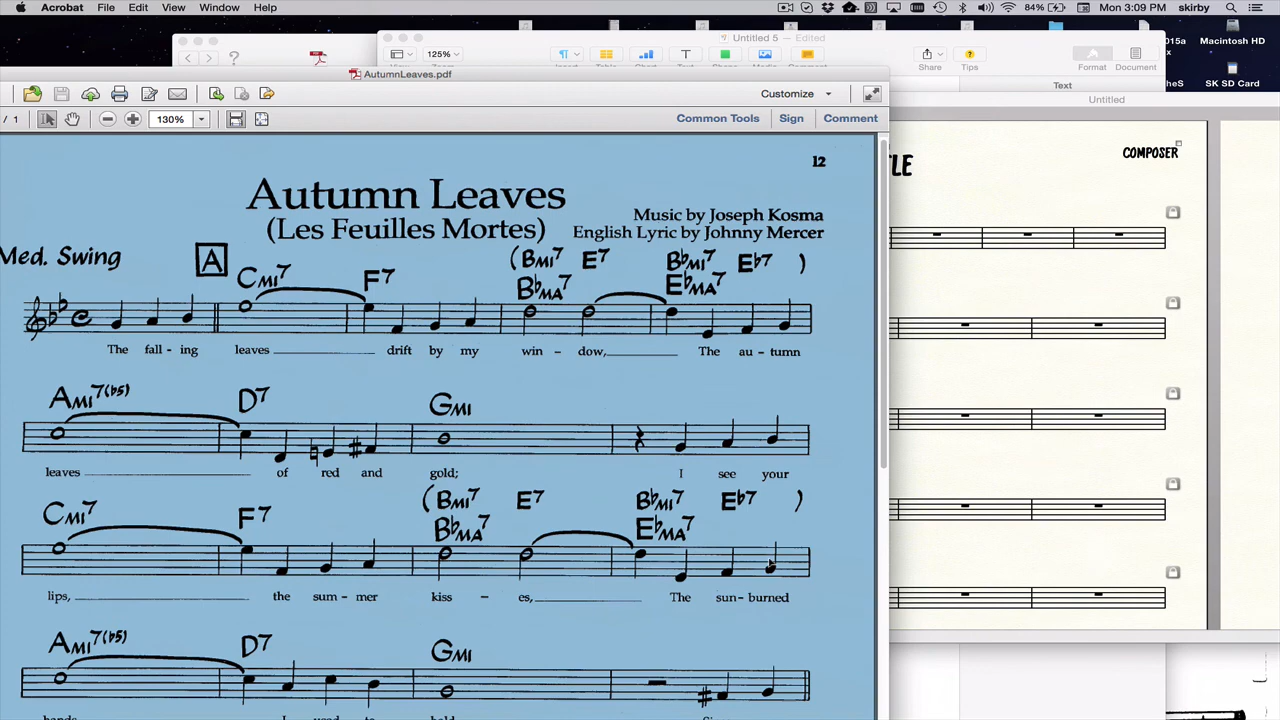 Acrobat File Edit View Window Help
84% Mon 3:09 PM skirby
Untitled 5 — Edited
125%
Share Tips Format Document
015a
Macintosh HD
heS
SK SD Card
Text
Untitled
AutumnLeaves.pdf
Customize
/ 1 130%
Common Tools Sign Comment
12
Autumn Leaves
(Les Feuilles Mortes)
Music by Joseph Kosma
English Lyric by Johnny Mercer
Med. Swing
A
(BMI7 E7 B♭MI7 E♭7 )
CMI7 F7 B♭MA7 E♭MA7
The fall - ing leaves drift by my win - dow, The au - tumn
AMI7(♭5) D7 GMI
leaves of red and gold; I see your
(BMI7 E7 B♭MI7 E♭7 )
CMI7 F7 B♭MA7 E♭MA7
lips, the sum - mer kiss - es, The sun - burned
AMI7(♭5) D7 GMI
TLE
COMPOSER